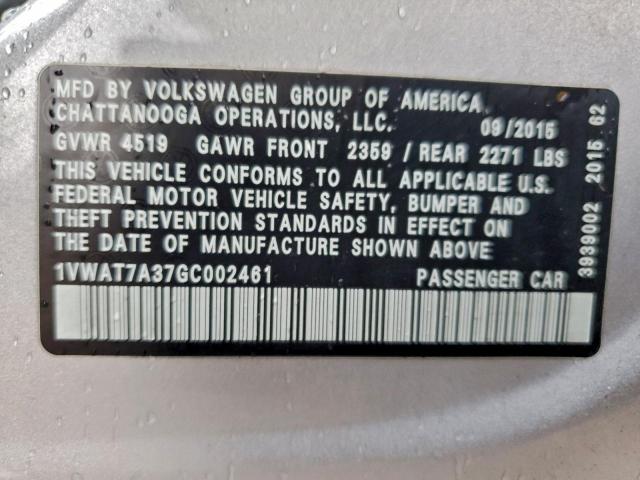 MFD BY VOLKSWAGEN GROUP OF AMERICA
CHATTANOOGA OPERATIONS, LLC. 09/2015
GVWR 4519 GAWR FRONT 2359 / REAR 2271 LBS
THIS VEHICLE CONFORMS TO ALL APPLICABLE U.S.
FEDERAL MOTOR VEHICLE SAFETY, BUMPER AND
THEFT PREVENTION STANDARDS IN EFFECT ON
THE DATE OF MANUFACTURE SHOWN ABOVE
1VWAT7A37GC002461 PASSENGER CAR
3939002 2015 62